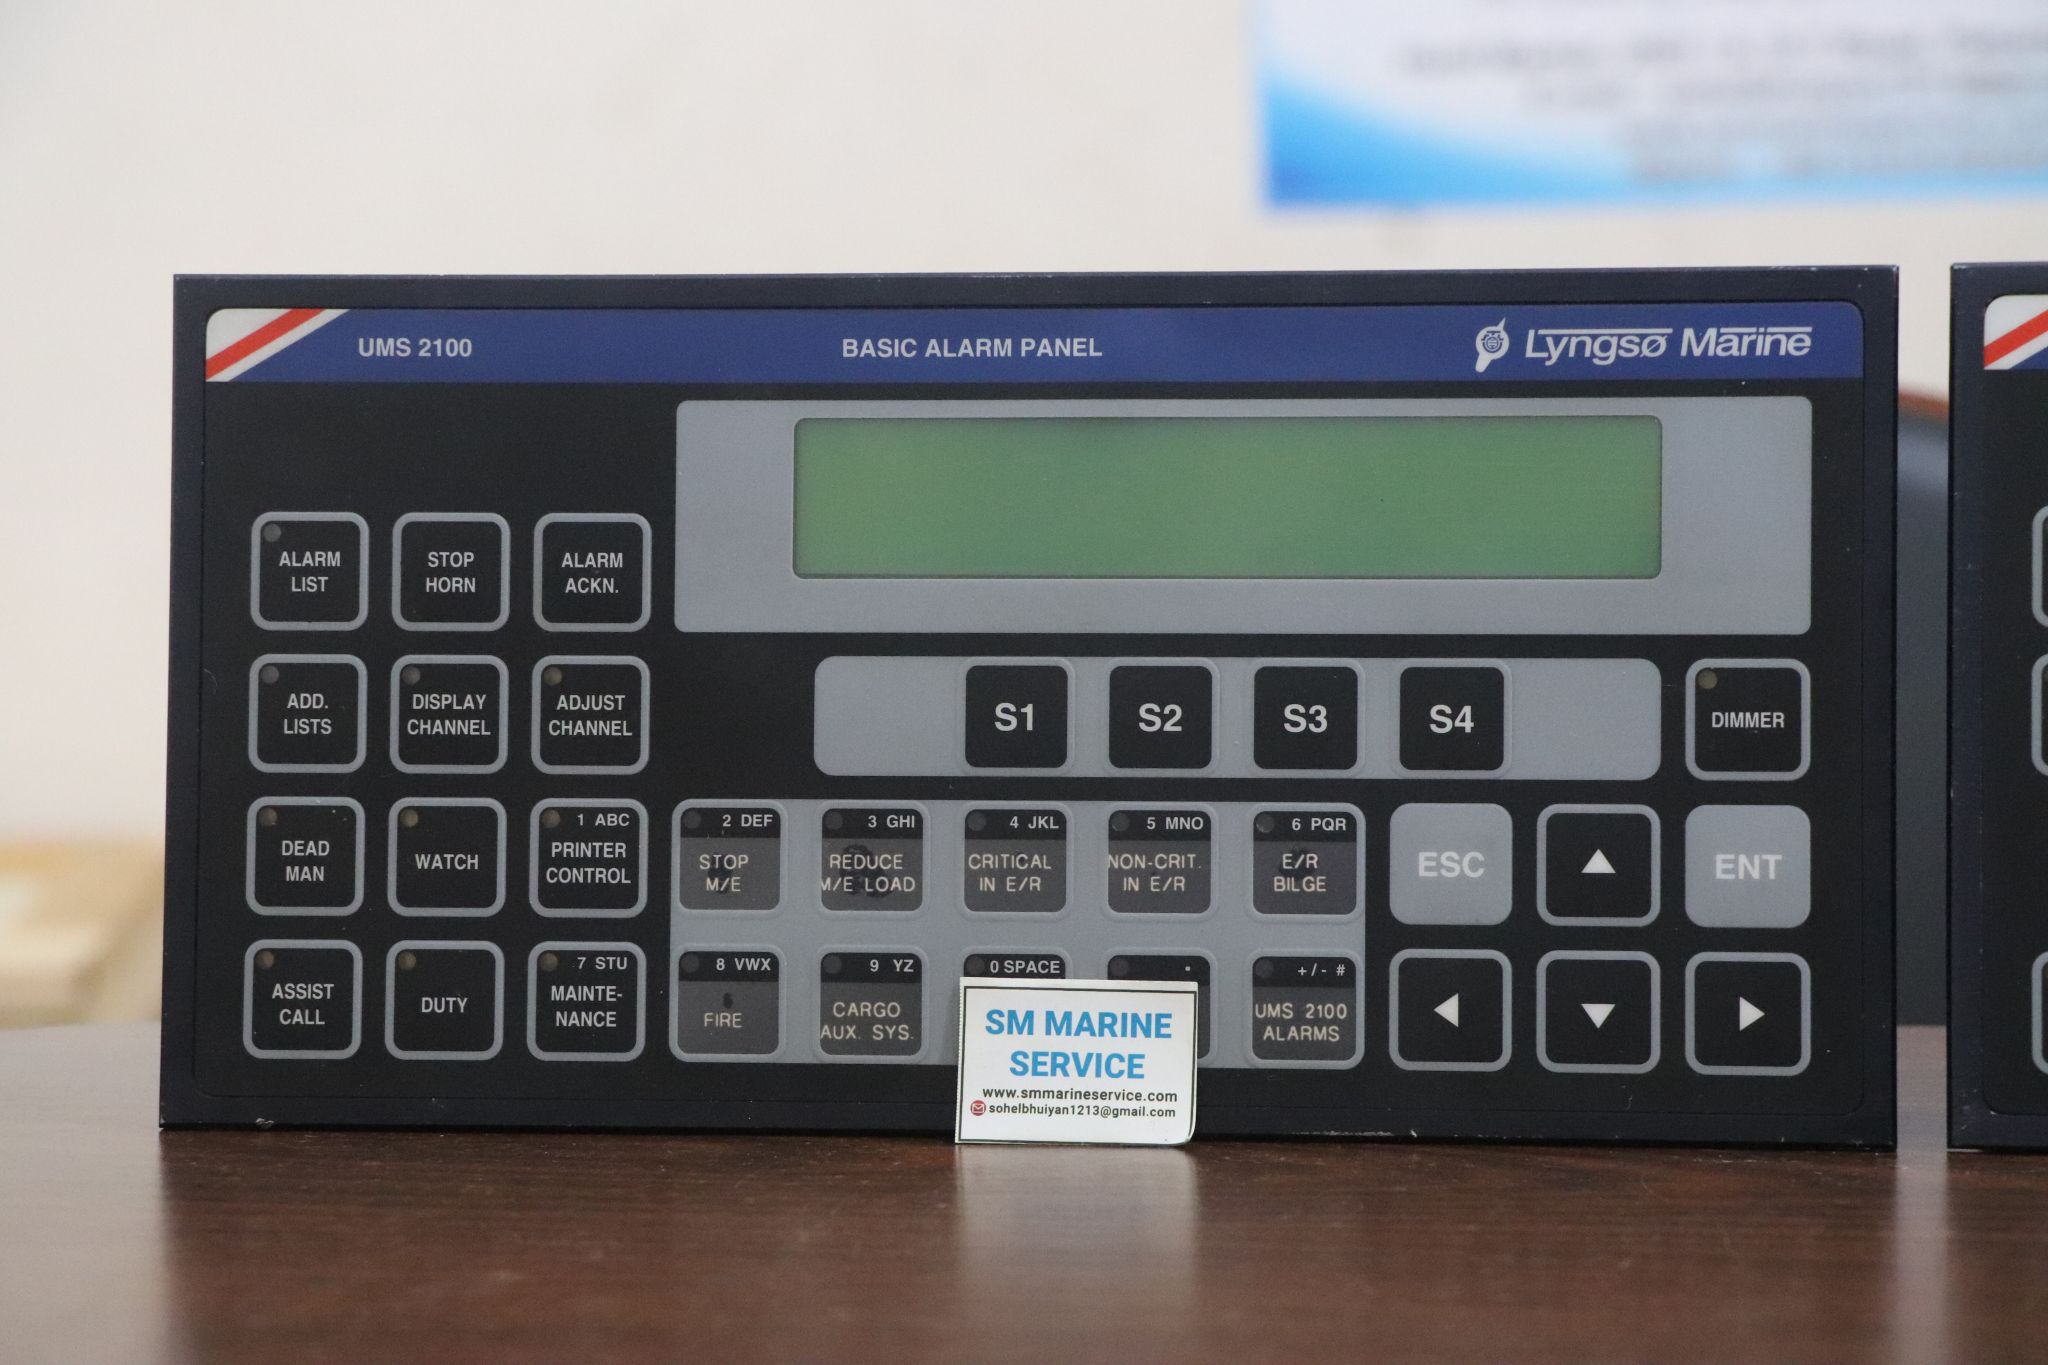 UMS 2100
BASIC ALARM PANEL
Lyngsø Marine
ALARM
LIST
STOP
HORN
ALARM
ACKN.
ADD.
LISTS
DISPLAY
CHANNEL
ADJUST
CHANNEL
S1
S2
S3
S4
DIMMER
DEAD
MAN
WATCH
1 ABC
PRINTER
CONTROL
2 DEF
STOP
M/E
3 GHI
REDUCE
M/E LOAD
4 JKL
CRITICAL
IN E/R
5 MNO
NON-CRIT.
IN E/R
6 PQR
E/R
BILGE
ESC
ENT
ASSIST
CALL
DUTY
7 STU
MAINTE-
NANCE
8 VWX
FIRE
9 YZ
CARGO
AUX. SYS.
0 SPACE
.
+/- #
UMS 2100
ALARMS
SM MARINE
SERVICE
www.smmarineservice.com
sohelbhuiyan1213@gmail.com